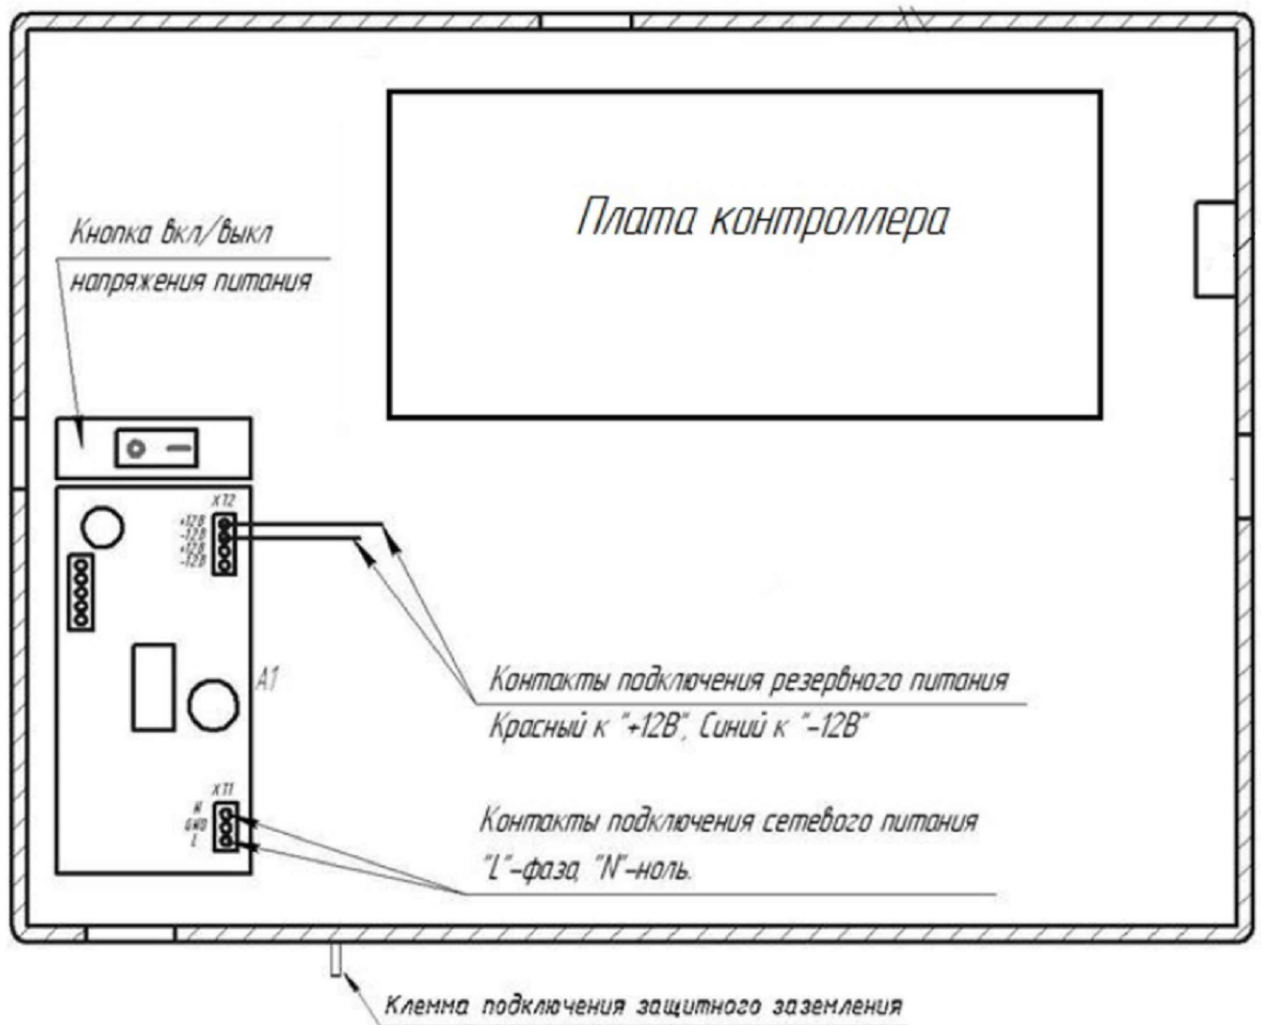 Плата контроллера
Кнопка вкл/выкл
напряжения питания
XT2
+12В
-12В
+12В
-12В
A1
Контакты подключения резервного питания
Красный к "+12В", Синий к "-12В"
XT1
N
GND
L
Контакты подключения сетевого питания
"L"-фаза, "N"-ноль.
Клемма подключения защитного заземления